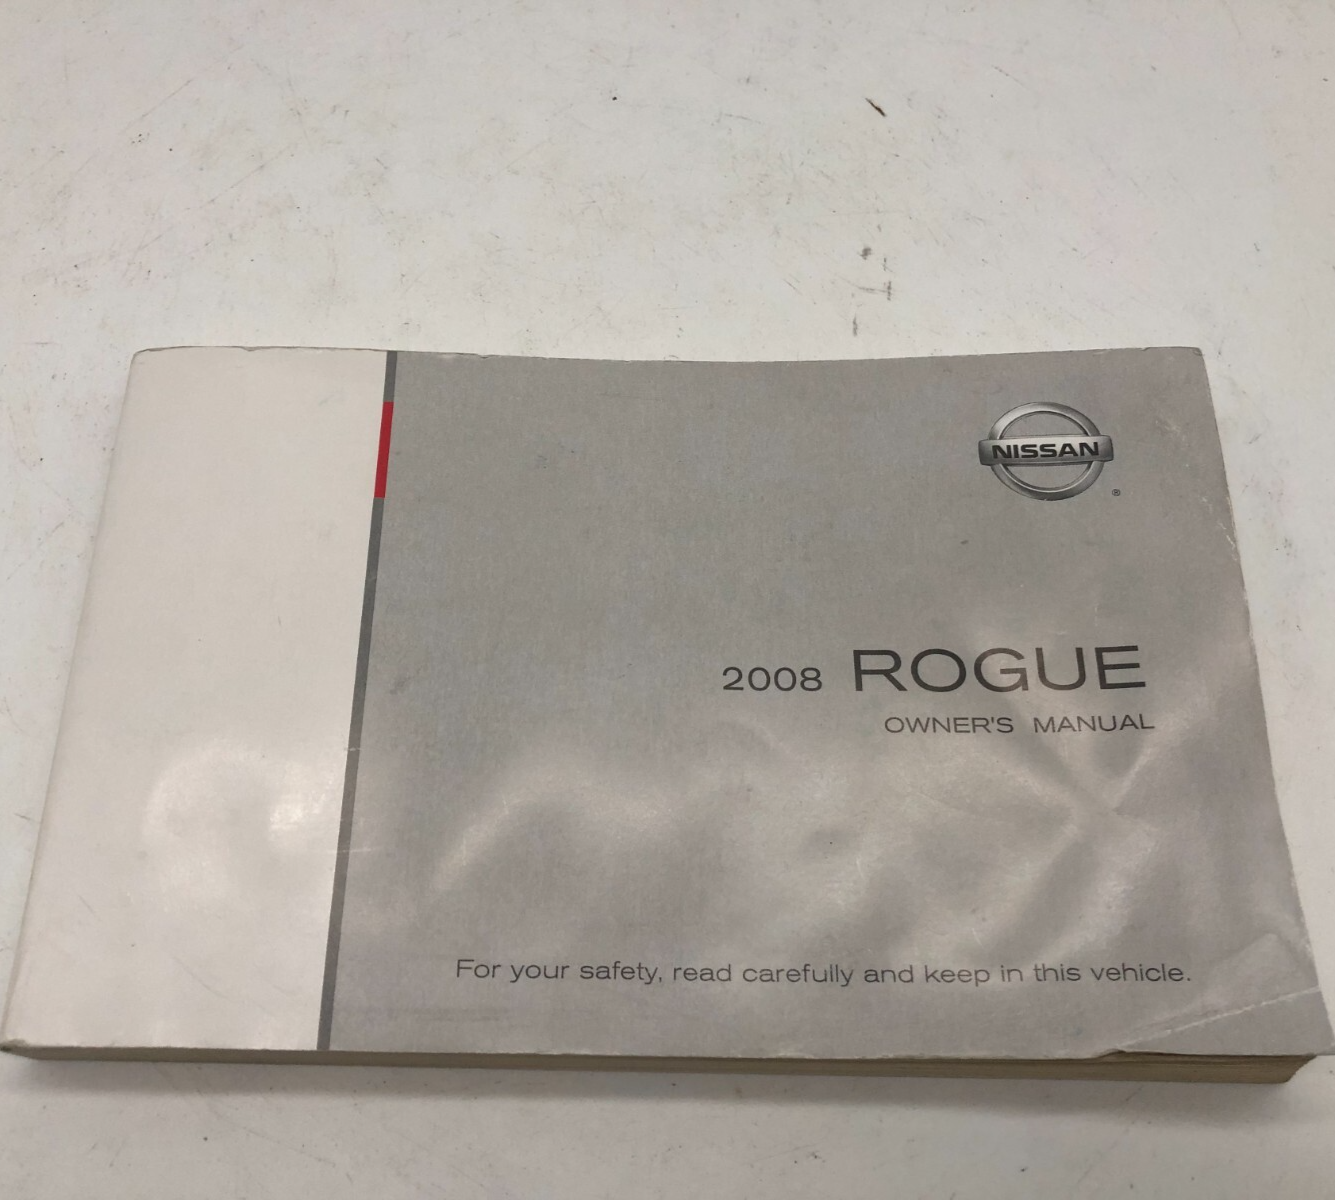 NISSAN
®
2008 ROGUE
OWNER'S MANUAL
For your safety, read carefully and keep in this vehicle.